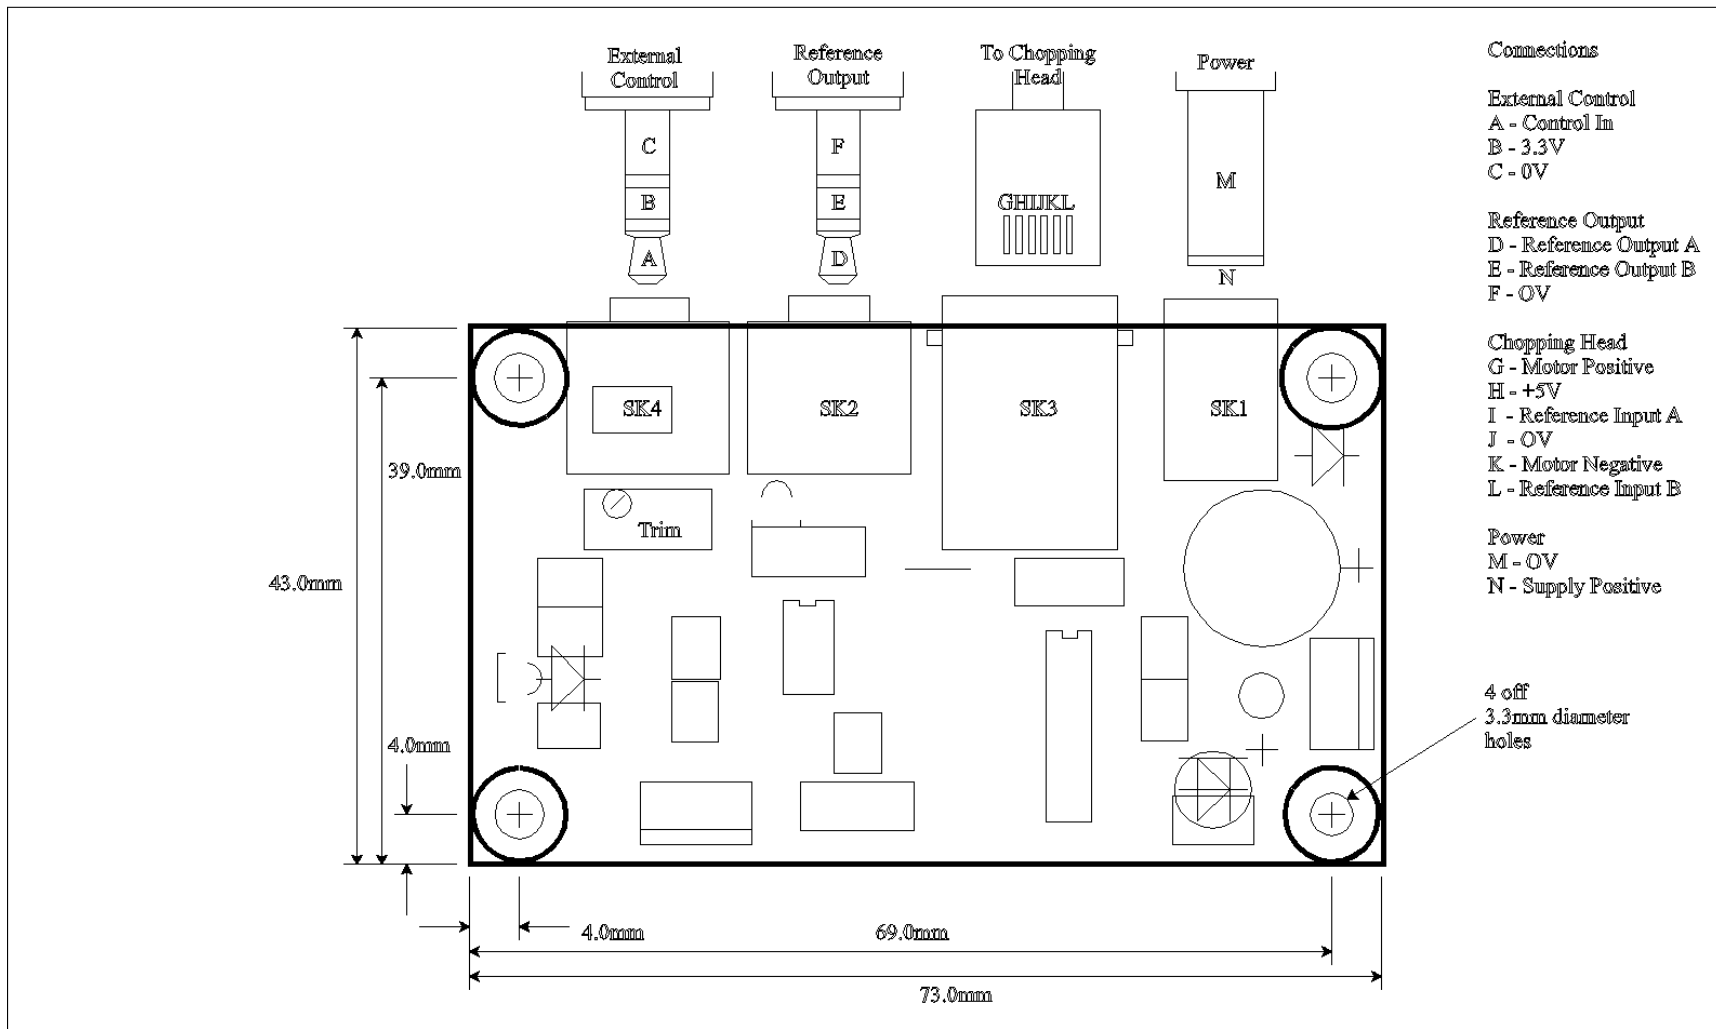 External
Control
Reference
Output
To Chopping
Head
Power
C
B
A
F
E
D
GHIJKL
M
N
SK4
SK2
SK3
SK1
Trim
39.0mm
43.0mm
4.0mm
4.0mm
69.0mm
73.0mm
Connections
External Control
A - Control In
B - 3.3V
C - 0V
Reference Output
D - Reference Output A
E - Reference Output B
F - OV
Chopping Head
G - Motor Positive
H - +5V
I - Reference Input A
J - OV
K - Motor Negative
L - Reference Input B
Power
M - OV
N - Supply Positive
4 off
3.3mm diameter
holes